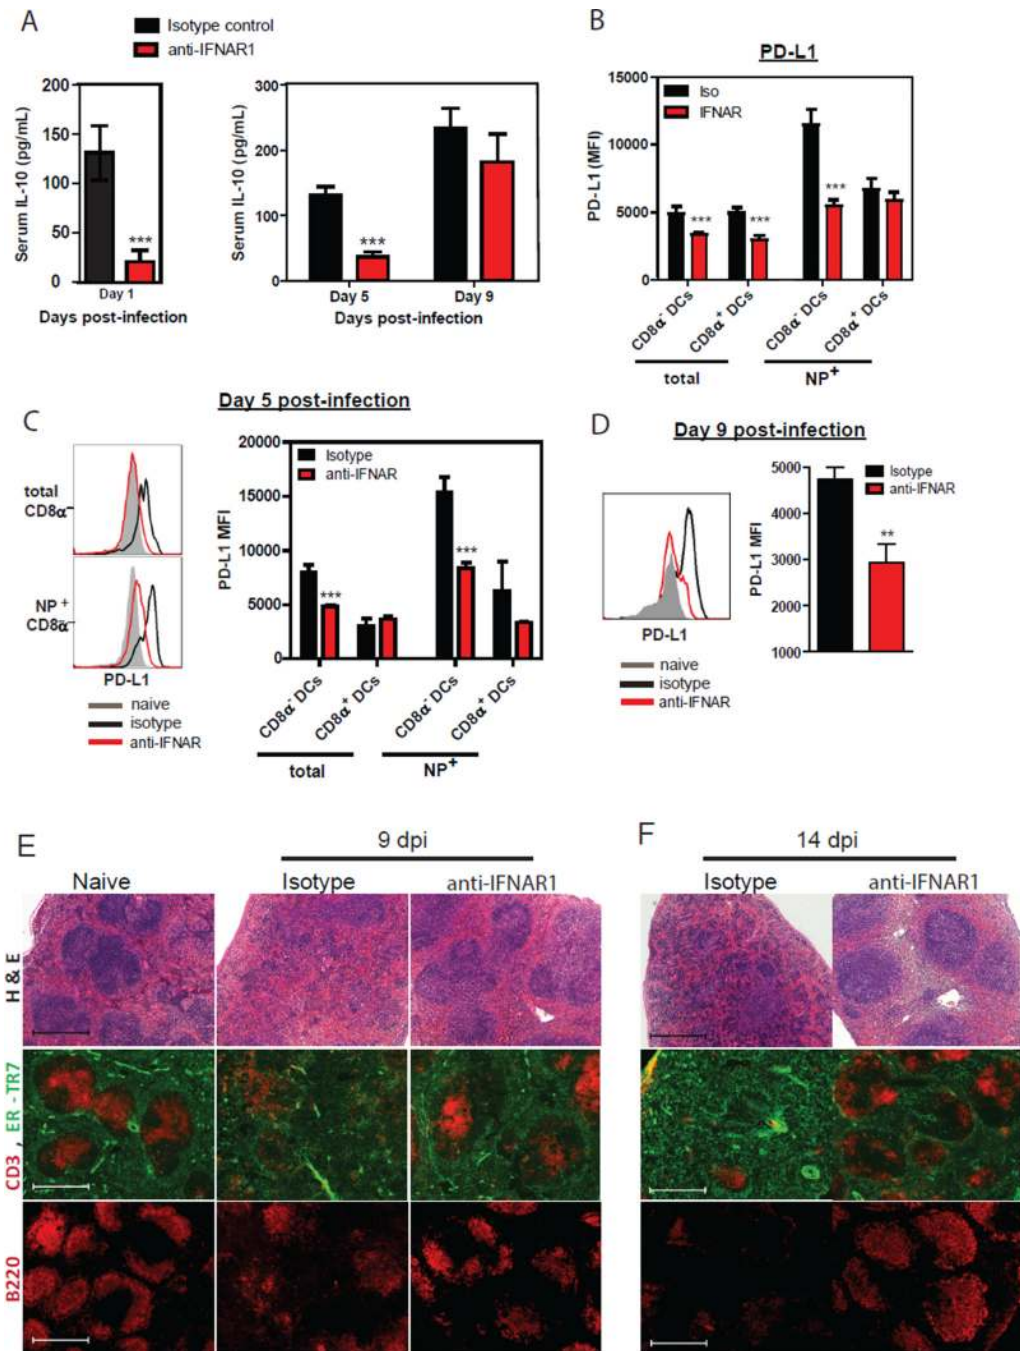 A
Isotype control
anti-IFNAR1
200
150
100
50
0
Serum IL-10 (pg/mL)
***
Day 1
Days post-infection
300
200
100
0
Serum IL-10 (pg/mL)
***
Day 5
Day 9
Days post-infection
B
PD-L1
15000
10000
5000
0
PD-L1 (MFI)
Iso
IFNAR
***
***
***
CD8α⁻ DCs
CD8α⁺ DCs
CD8α⁻ DCs
CD8α⁺ DCs
total
NP⁺
Day 5 post-infection
C
total
CD8α⁻
NP⁺
CD8α⁻
PD-L1
naive
isotype
anti-IFNAR
20000
15000
10000
5000
0
PD-L1 MFI
Isotype
anti-IFNAR
***
***
CD8α⁻ DCs
CD8α⁺ DCs
CD8α⁻ DCs
CD8α⁺ DCs
total
NP⁺
D
Day 9 post-infection
PD-L1
naive
isotype
anti-IFNAR
5000
4000
3000
2000
1000
PD-L1 MFI
Isotype
anti-IFNAR
**
E
9 dpi
Naive
Isotype
anti-IFNAR1
H & E
CD3 , ER - TR7
B220
F
14 dpi
Isotype
anti-IFNAR1